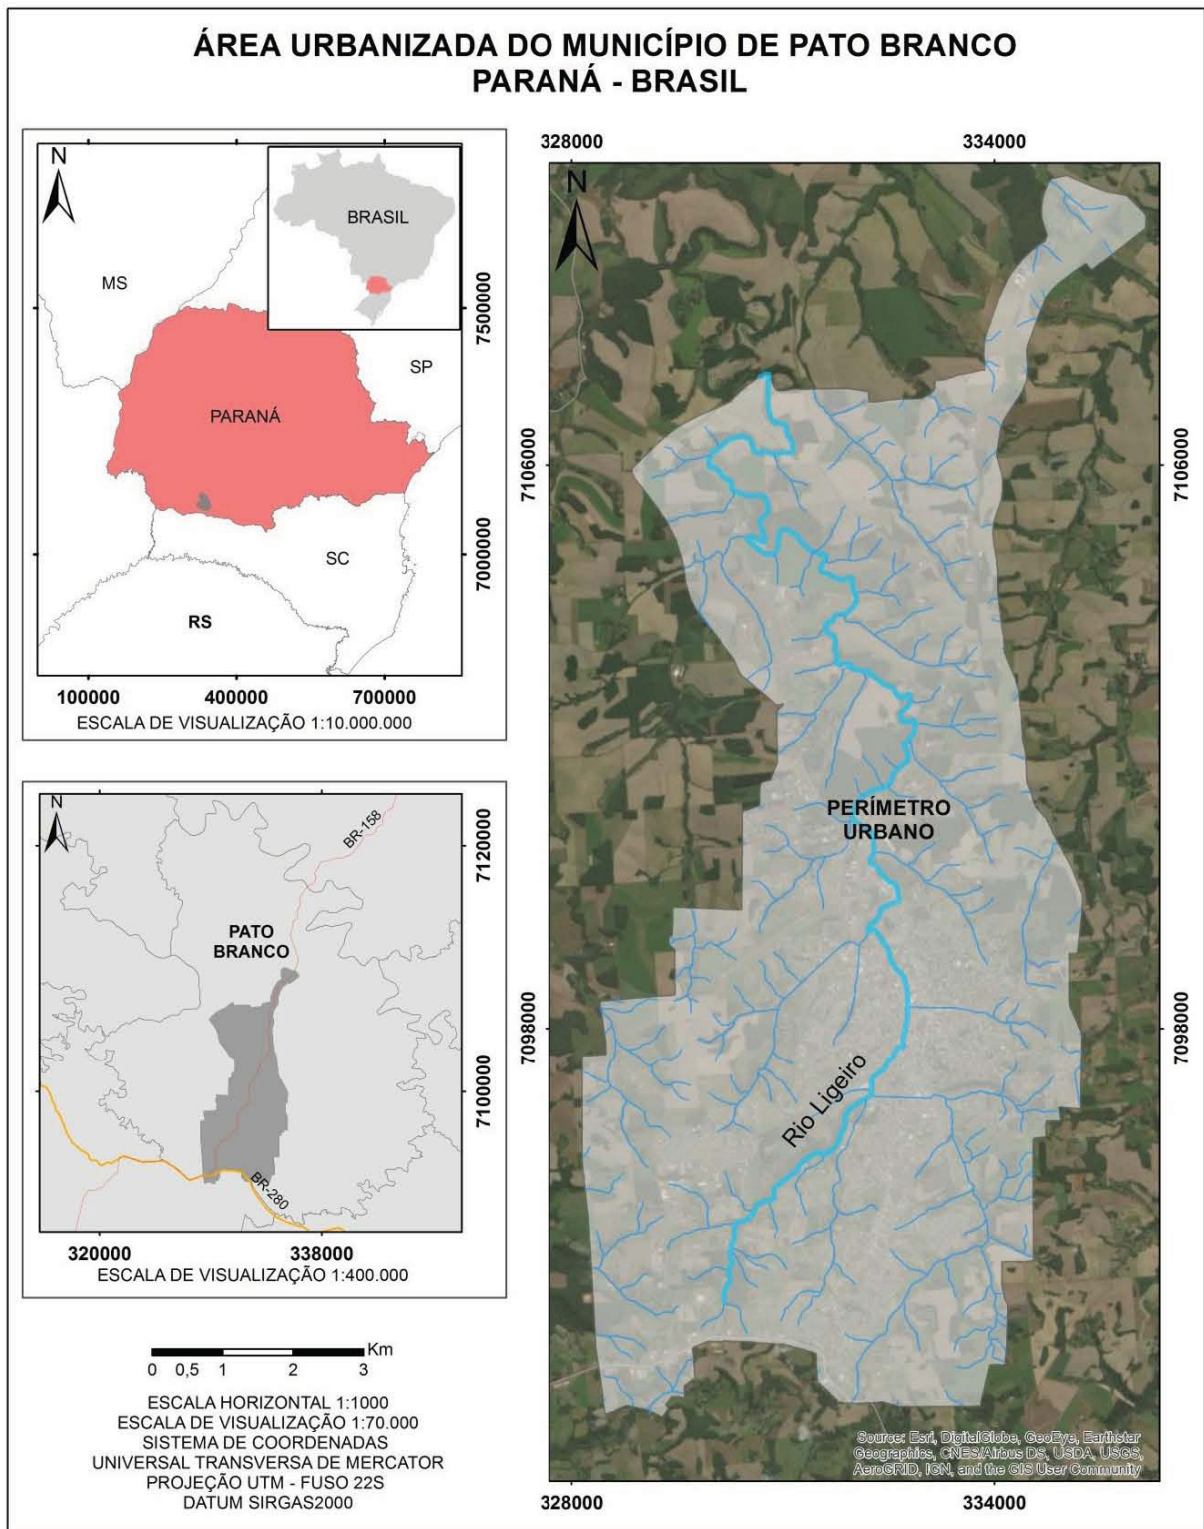 ÁREA URBANIZADA DO MUNICÍPIO DE PATO BRANCO
PARANÁ - BRASIL
N
BRASIL
MS
SP
PARANÁ
SC
RS
7500000
7000000
100000
400000
700000
ESCALA DE VISUALIZAÇÃO 1:10.000.000
N
BR-158
PATO
BRANCO
BR-280
7120000
7100000
320000
338000
ESCALA DE VISUALIZAÇÃO 1:400.000
Km
0 0,5 1 2 3
ESCALA HORIZONTAL 1:1000
ESCALA DE VISUALIZAÇÃO 1:70.000
SISTEMA DE COORDENADAS
UNIVERSAL TRANSVERSA DE MERCATOR
PROJEÇÃO UTM - FUSO 22S
DATUM SIRGAS2000
328000
334000
N
7106000
7106000
PERÍMETRO
URBANO
7098000
7098000
Rio Ligeiro
Source: Esri, DigitalGlobe, GeoEye, Earthstar
Geographics, CNES/Airbus DS, USDA, USGS,
AeroGRID, IGN, and the GIS User Community
328000
334000